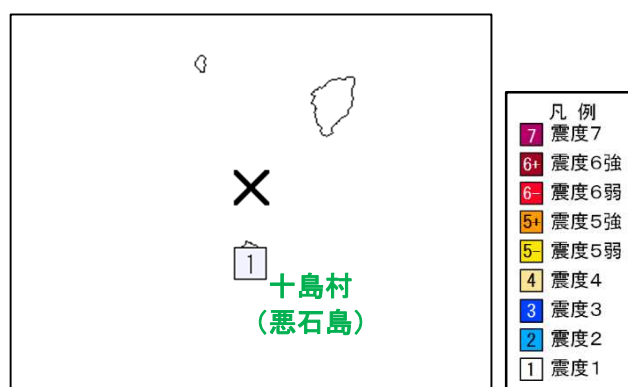 1
十島村
（悪石島）
凡 例
7 震度7
6+ 震度6強
6- 震度6弱
5+ 震度5強
5- 震度5弱
4 震度4
3 震度3
2 震度2
1 震度1